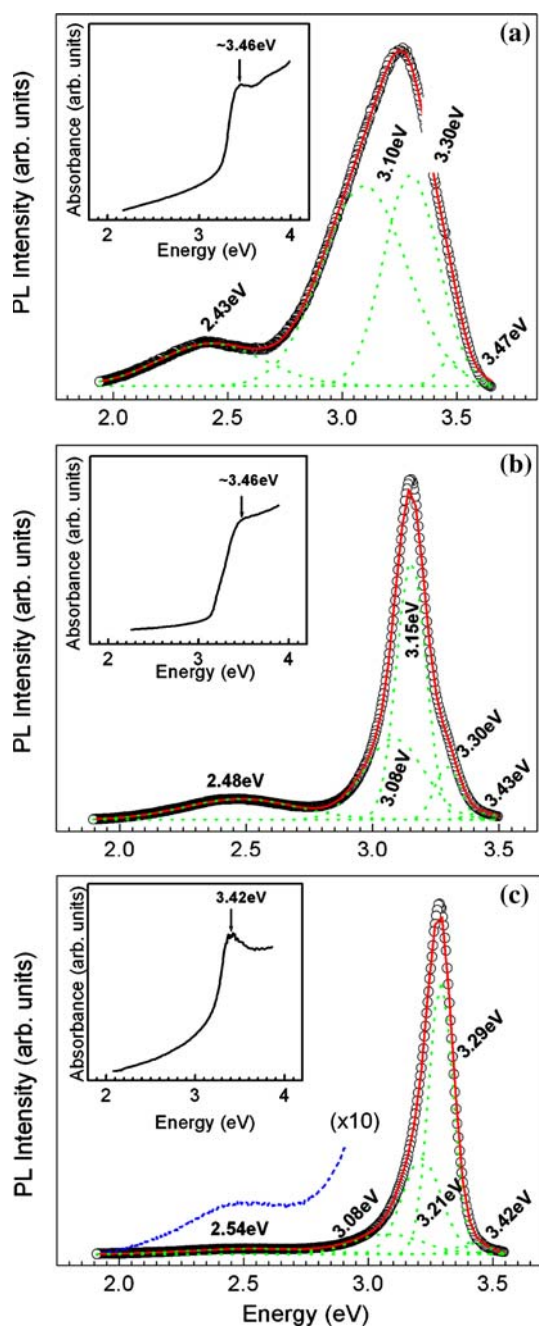 (a)
~3.46eV
Absorbance (arb. units)
2 3 4
Energy (eV)
PL Intensity (arb. units)
2.43eV
3.10eV
3.30eV
3.47eV
2.0 2.5 3.0 3.5
(b)
~3.46eV
Absorbance (arb. units)
2 3 4
Energy (eV)
PL Intensity (arb. units)
2.48eV
3.08eV
3.15eV
3.30eV
3.43eV
2.0 2.5 3.0 3.5
(c)
3.42eV
Absorbance (arb. units)
2 3 4
Energy (eV)
PL Intensity (arb. units)
(x10)
2.54eV
3.08eV
3.21eV
3.29eV
3.42eV
2.0 2.5 3.0 3.5
Energy (eV)